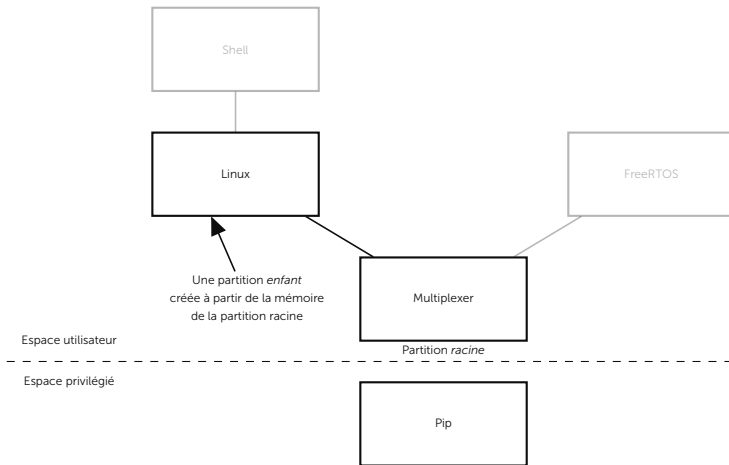 Shell
Linux
FreeRTOS
Une partition enfant
créée à partir de la mémoire
de la partition racine
Multiplexer
Partition racine
Espace utilisateur
Espace privilégié
Pip